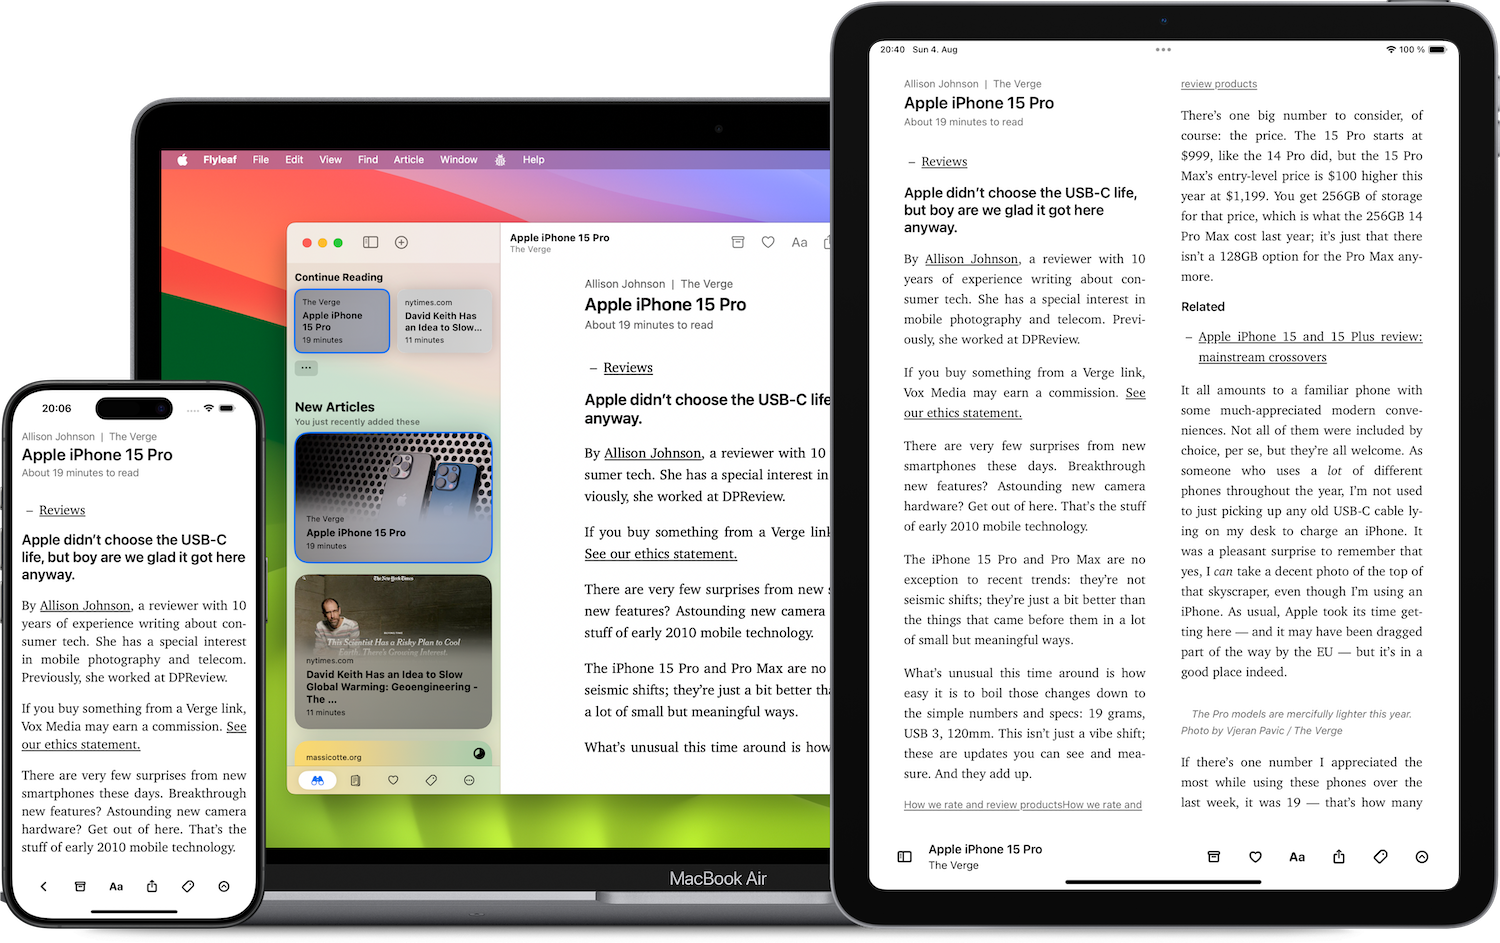 Flyleaf File Edit View Find Article Window Help
Continue Reading
The Verge
Apple iPhone
15 Pro
19 minutes
nytimes.com
David Keith Has
an Idea to Slow...
11 minutes
New Articles
You just recently added these
The Verge
Apple iPhone 15 Pro
19 minutes
The New York Times
This Scientist Has a Risky Plan to Cool
Earth. There's Growing Interest.
nytimes.com
David Keith Has an Idea to Slow
Global Warming: Geoengineering -
The ...
11 minutes
massicotte.org
Apple iPhone 15 Pro
The Verge
Aa
Allison Johnson | The Verge
Apple iPhone 15 Pro
About 19 minutes to read
– Reviews
Apple didn’t choose the USB-C life
anyway.
By Allison Johnson, a reviewer with 10
sumer tech. She has a special interest in
viously, she worked at DPReview.
If you buy something from a Verge link
See our ethics statement.
There are very few surprises from new s
new features? Astounding new camera
stuff of early 2010 mobile technology.
The iPhone 15 Pro and Pro Max are no
seismic shifts; they’re just a bit better tha
a lot of small but meaningful ways.
What’s unusual this time around is how
MacBook Air
20:06
Allison Johnson | The Verge
Apple iPhone 15 Pro
About 19 minutes to read
– Reviews
Apple didn’t choose the USB-C
life, but boy are we glad it got here
anyway.
By Allison Johnson, a reviewer with 10
years of experience writing about con-
sumer tech. She has a special interest
in mobile photography and telecom.
Previously, she worked at DPReview.
If you buy something from a Verge link,
Vox Media may earn a commission. See
our ethics statement.
There are very few surprises from new
smartphones these days. Breakthrough
new features? Astounding new camera
hardware? Get out of here. That’s the
stuff of early 2010 mobile technology.
Aa
20:40 Sun 4. Aug
100 %
Allison Johnson | The Verge
Apple iPhone 15 Pro
About 19 minutes to read
– Reviews
Apple didn’t choose the USB-C life,
but boy are we glad it got here
anyway.
By Allison Johnson, a reviewer with 10
years of experience writing about con-
sumer tech. She has a special interest in
mobile photography and telecom. Previ-
ously, she worked at DPReview.
If you buy something from a Verge link,
Vox Media may earn a commission. See
our ethics statement.
There are very few surprises from new
smartphones these days. Breakthrough
new features? Astounding new camera
hardware? Get out of here. That’s the stuff
of early 2010 mobile technology.
The iPhone 15 Pro and Pro Max are no
exception to recent trends: they’re not
seismic shifts; they’re just a bit better than
the things that came before them in a lot
of small but meaningful ways.
What’s unusual this time around is how
easy it is to boil those changes down to
the simple numbers and specs: 19 grams,
USB 3, 120mm. This isn’t just a vibe shift;
these are updates you can see and mea-
sure. And they add up.
How we rate and review productsHow we rate and
review products
There’s one big number to consider, of
course: the price. The 15 Pro starts at
$999, like the 14 Pro did, but the 15 Pro
Max’s entry-level price is $100 higher this
year at $1,199. You get 256GB of storage
for that price, which is what the 256GB 14
Pro Max cost last year; it’s just that there
isn’t a 128GB option for the Pro Max any-
more.
Related
– Apple iPhone 15 and 15 Plus review:
mainstream crossovers
It all amounts to a familiar phone with
some much-appreciated modern conve-
niences. Not all of them were included by
choice, per se, but they’re all welcome. As
someone who uses a lot of different
phones throughout the year, I’m not used
to just picking up any old USB-C cable ly-
ing on my desk to charge an iPhone. It
was a pleasant surprise to remember that
yes, I can take a decent photo of the top of
that skyscraper, even though I’m using an
iPhone. As usual, Apple took its time get-
ting here — and it may have been dragged
part of the way by the EU — but it’s in a
good place indeed.
The Pro models are mercifully lighter this year.
Photo by Vjeran Pavic / The Verge
If there’s one number I appreciated the
most while using these phones over the
last week, it was 19 — that’s how many
Apple iPhone 15 Pro
The Verge
Aa